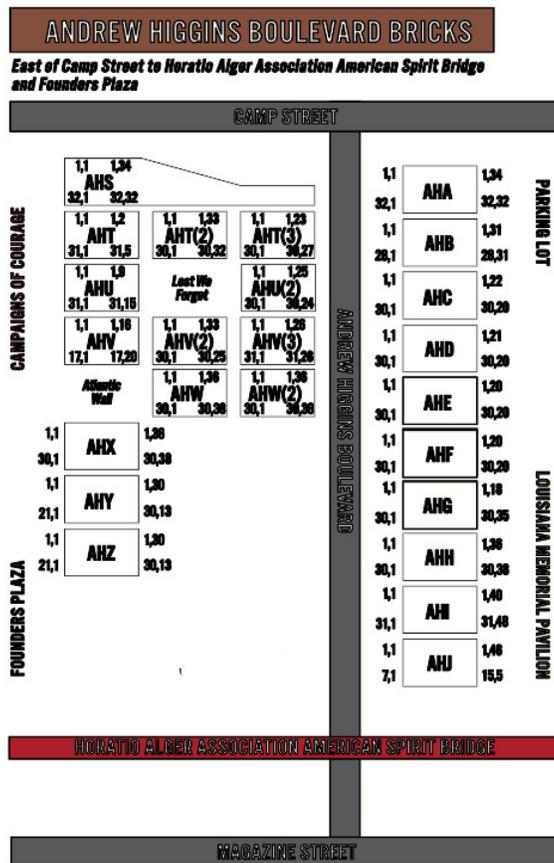 ANDREW HIGGINS BOULEVARD BRICKS
East of Camp Street to Horatio Alger Association American Spirit Bridge
and Founders Plaza
CAMP STREET
1,1 1,34
AHS
32,1 32,32
1,1 1,2
AHT
31,1 31,5
1,1 1,33
AHT(2)
30,1 30,32
1,1 1,23
AHT(3)
30,1 38,27
1,1 1,9
AHU
31,1 31,15
Lest We
Forget
1,1 1,25
AHU(2)
30,1 30,24
1,1 1,16
AHV
17,1 17,20
1,1 1,33
AHV(2)
30,1 30,25
1,1 1,26
AHV(3)
31,1 31,26
Atlantic
Wall
1,1 1,36
AHW
30,1 30,36
1,1 1,36
AHW(2)
30,1 36,36
1,1 1,36
AHX
30,1 30,38
1,1 1,30
AHY
21,1 30,13
1,1 1,30
AHZ
21,1 30,13
CAMPAIGNS OF COURAGE
FOUNDERS PLAZA
ANDREW HIGGINS BOULEVARD
1,1 1,34
AHA
32,1 32,32
1,1 1,31
AHB
28,1 28,31
1,1 1,22
AHC
30,1 30,20
1,1 1,21
AHD
30,1 30,20
1,1 1,20
AHE
30,1 30,20
1,1 1,20
AHF
30,1 30,20
1,1 1,18
AHG
30,1 30,35
1,1 1,36
AHH
30,1 30,36
1,1 1,40
AHI
31,1 31,48
1,1 1,46
AHJ
7,1 15,5
PARKING LOT
LOUISIANA MEMORIAL PAVILION
HORATIO ALGER ASSOCIATION AMERICAN SPIRIT BRIDGE
MAGAZINE STREET